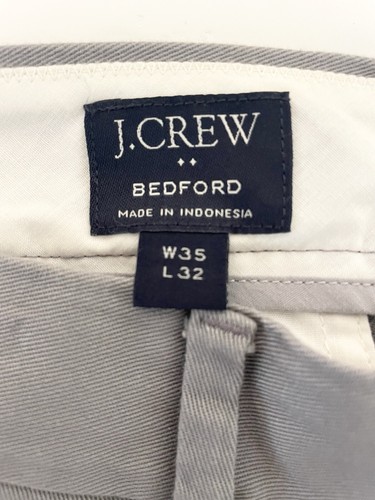 J.CREW
BEDFORD
MADE IN INDONESIA
W35
L32